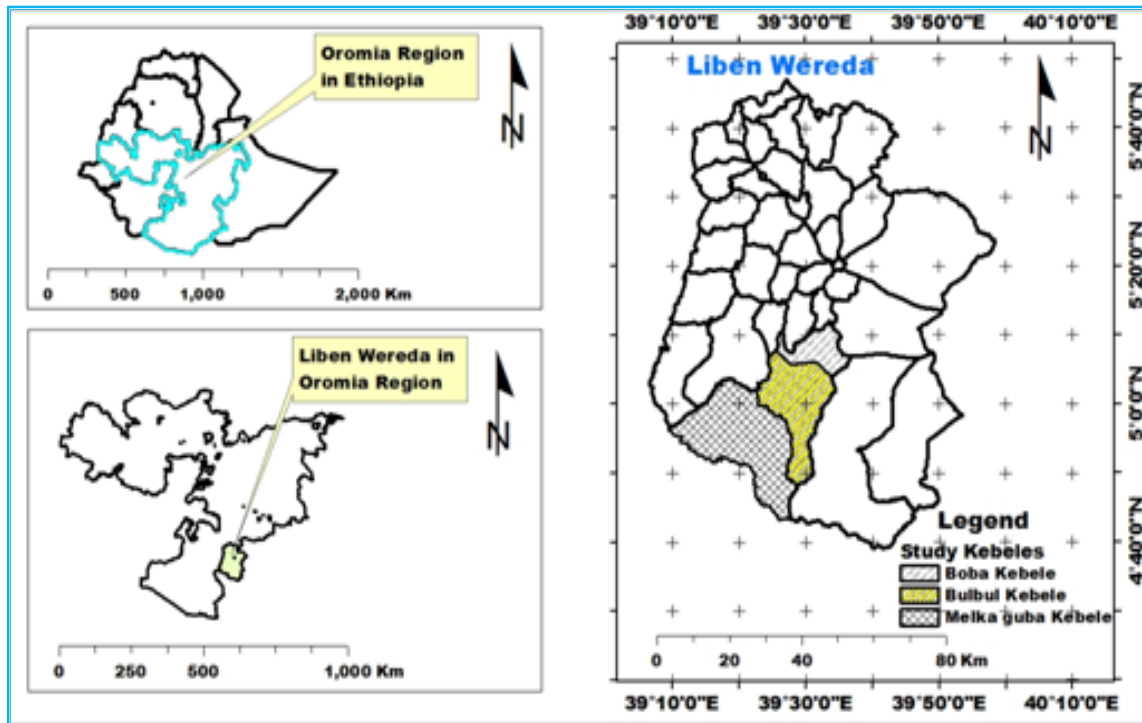 Oromia Region
in Ethiopia
N
0 500 1,000 2,000 Km
Liben Wereda in
Oromia Region
N
0 500 1,000 Km
39°10'0"E 39°30'0"E 39°50'0"E 40°10'0"E
Liben Wereda
N
5°40'0"N
5°20'0"N
5°0'0"N
4°40'0"N
Legend
Study Kebeles
Boba Kebele
Bulbul Kebele
Melka guba Kebele
0 20 40 80 Km
39°10'0"E 39°30'0"E 39°50'0"E 40°10'0"E